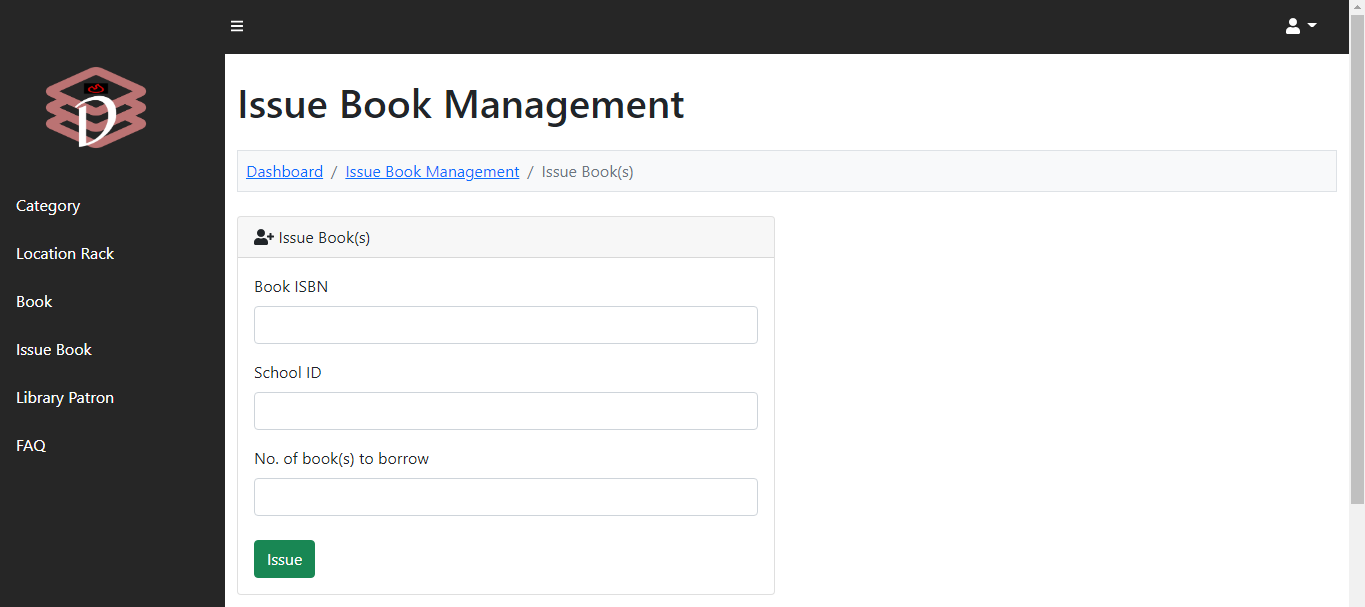 D
Category
Location Rack
Book
Issue Book
Library Patron
FAQ
Issue Book Management
Dashboard / Issue Book Management / Issue Book(s)
Issue Book(s)
Book ISBN
School ID
No. of book(s) to borrow
Issue